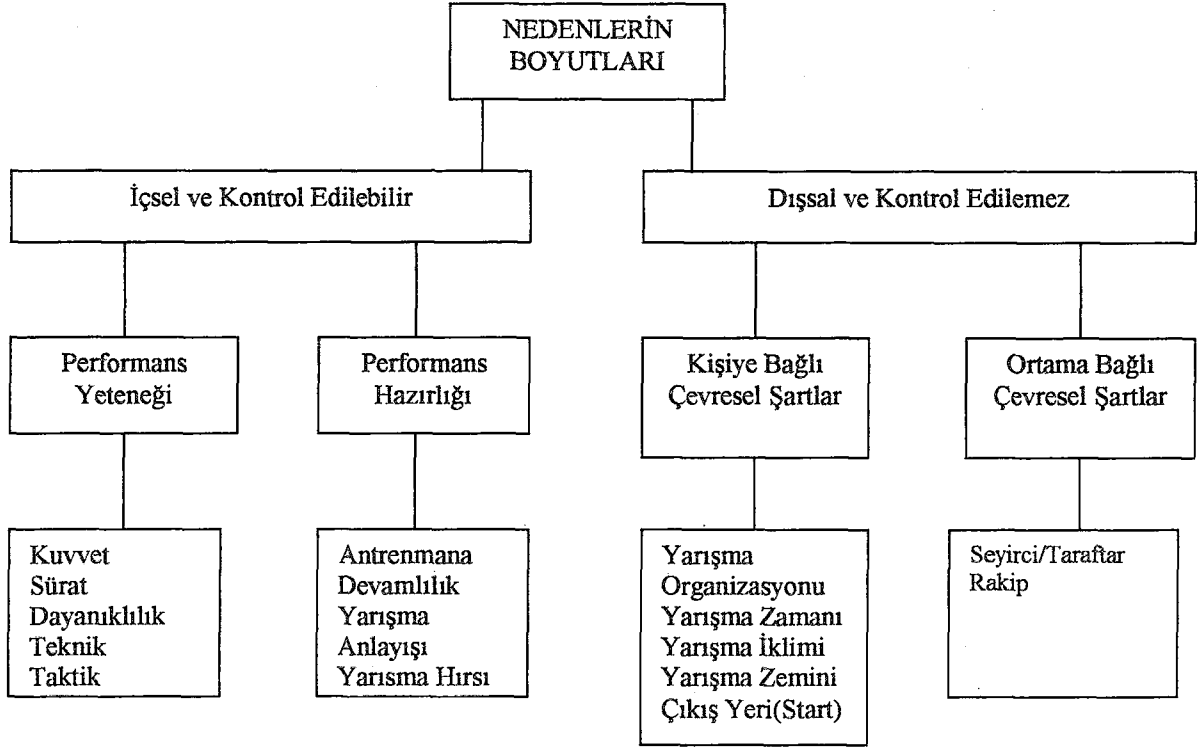 NEDENLERİN
BOYUTLARI
İçsel ve Kontrol Edilebilir
Dışsal ve Kontrol Edilemez
Performans
Yeteneği
Performans
Hazırlığı
Kişiye Bağlı
Çevresel Şartlar
Ortama Bağlı
Çevresel Şartlar
Kuvvet
Sürat
Dayanıklılık
Teknik
Taktik
Antrenmana
Devamlılık
Yarışma
Anlayışı
Yarısma Hırsı
Yarışma
Organizasyonu
Yarışma Zamanı
Yarışma İklimi
Yarışma Zemini
Çıkış Yeri(Start)
Seyirci/Taraftar
Rakip